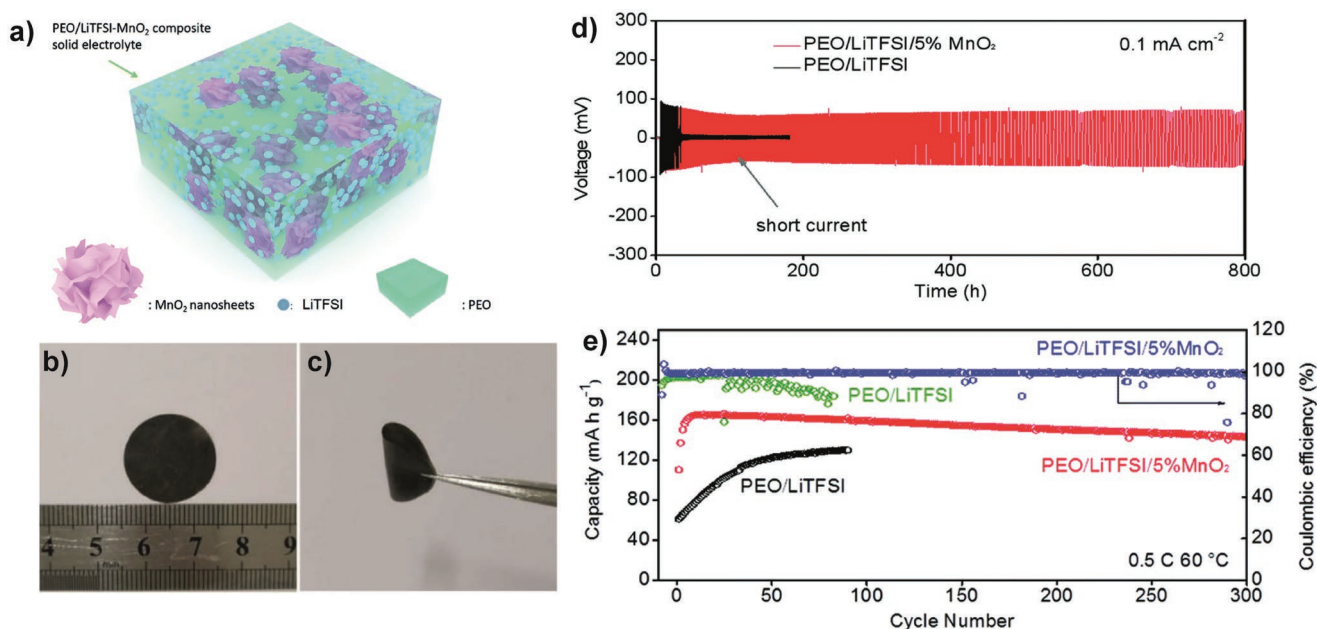 a)
PEO/LiTFSI-MnO₂ composite
solid electrolyte
: MnO₂ nanosheets
: LiTFSI
: PEO
b)
4 5 6 7 8 9
mm
c)
d)
300
200
100
0
-100
-200
-300
Voltage (mV)
PEO/LiTFSI/5% MnO₂
PEO/LiTFSI
0.1 mA cm⁻²
short current
0 200 400 600 800
Time (h)
e)
240
200
160
120
80
40
0
Capacity (mA h g⁻¹)
PEO/LiTFSI/5%MnO₂
PEO/LiTFSI
PEO/LiTFSI/5%MnO₂
PEO/LiTFSI
0.5 C 60 °C
120
100
80
60
40
20
0
Coulombic efficiency (%)
0 50 100 150 200 250 300
Cycle Number